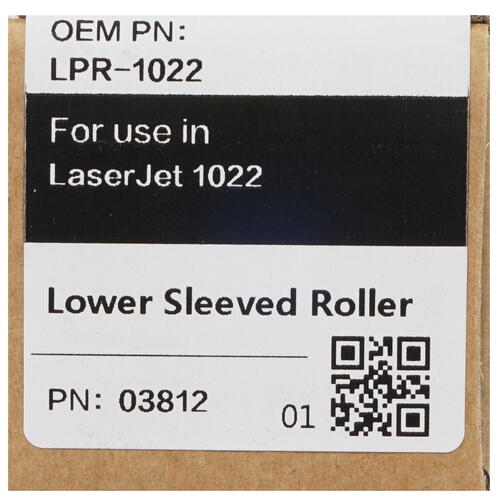 OEM PN:
LPR-1022
For use in
LaserJet 1022
Lower Sleeved Roller
PN: 03812
01